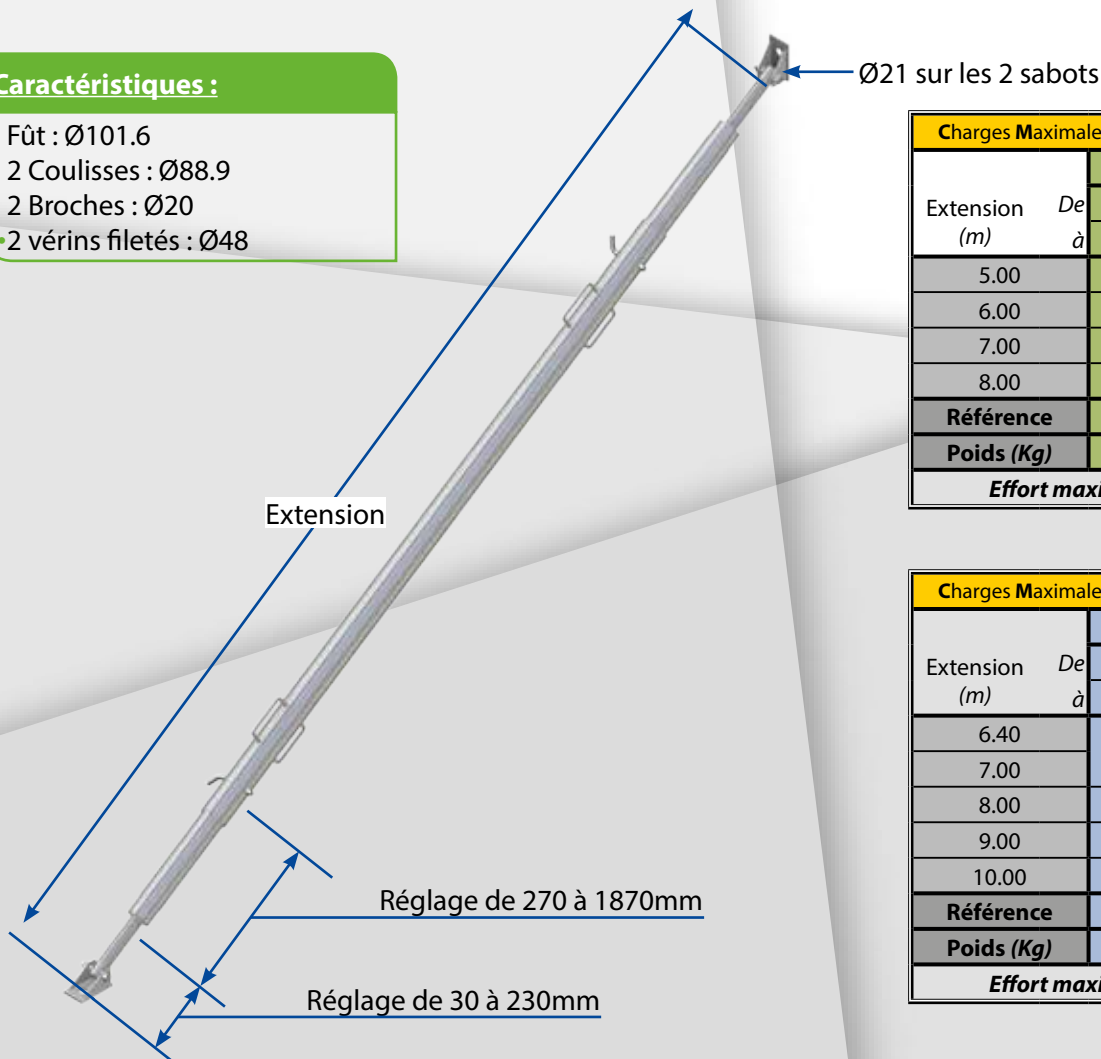 Caractéristiques :
Fût : Ø101.6
2 Coulisses : Ø88.9
2 Broches : Ø20
•2 vérins filetés : Ø48
Ø21 sur les 2 sabots
Extension
Réglage de 270 à 1870mm
Réglage de 30 à 230mm
Charges Maximale
Extension De
(m) à
5.00
6.00
7.00
8.00
Référence
Poids (Kg)
Effort maxi
Charges Maximale
Extension De
(m) à
6.40
7.00
8.00
9.00
10.00
Référence
Poids (Kg)
Effort maxi